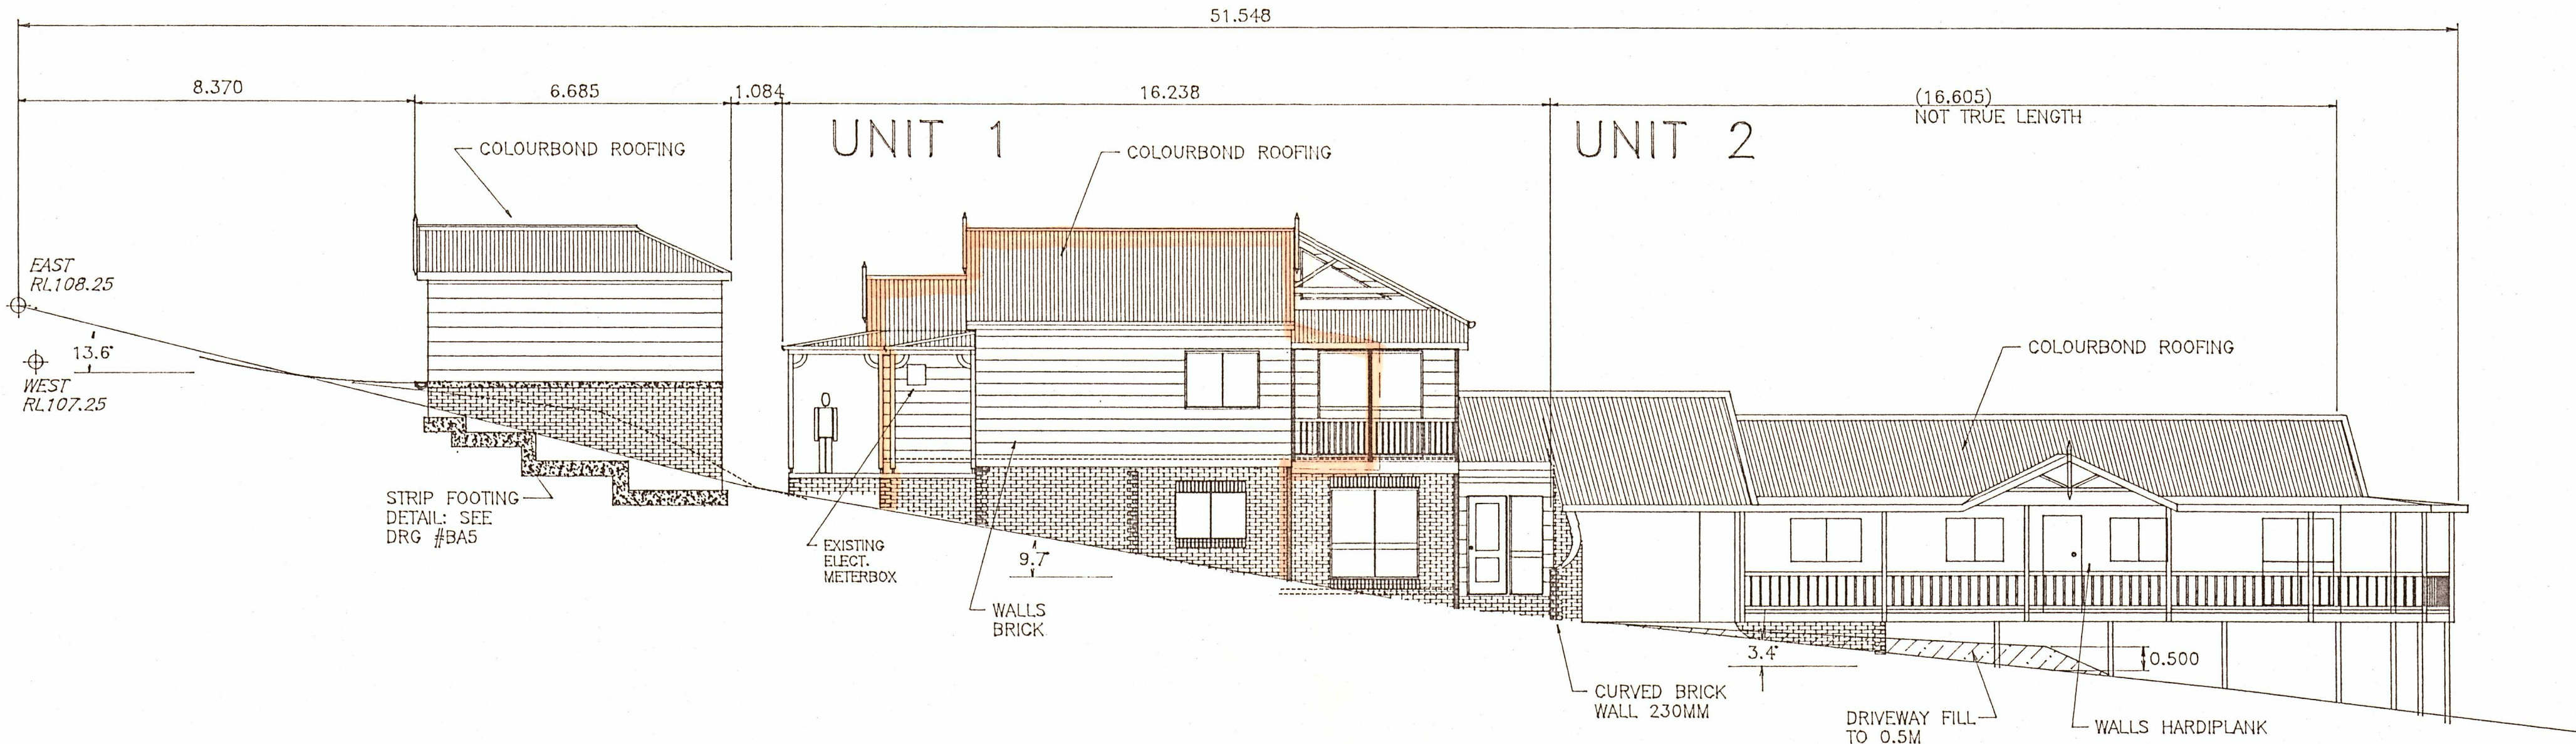 51.548
8.370
6.685
1.084
16.238
(16.605)
NOT TRUE LENGTH
UNIT 1
UNIT 2
COLOURBOND ROOFING
COLOURBOND ROOFING
COLOURBOND ROOFING
EAST
RL108.25
13.6°
WEST
RL107.25
STRIP FOOTING
DETAIL: SEE
DRG #BA5
EXISTING
ELECT.
METERBOX
9.7°
WALLS
BRICK
3.4°
0.500
CURVED BRICK
WALL 230MM
DRIVEWAY FILL
TO 0.5M
WALLS HARDIPLANK